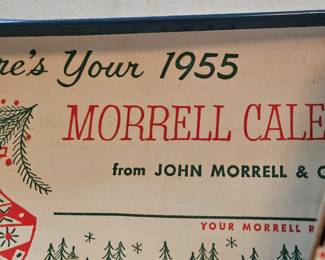 re's Your 1955
MORRELL CALE
from JOHN MORRELL & C
YOUR MORRELL R